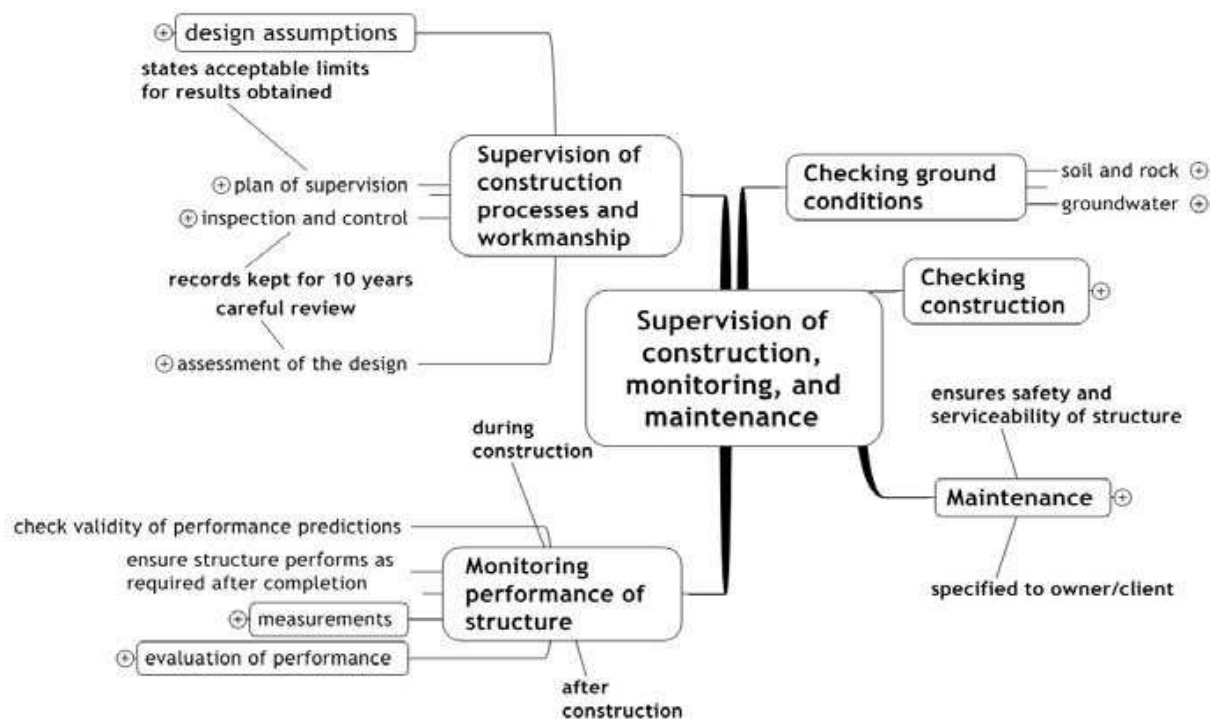 design assumptions
states acceptable limits
for results obtained
plan of supervision
inspection and control
records kept for 10 years
careful review
assessment of the design
Supervision of
construction
processes and
workmanship
Checking ground
conditions
soil and rock
groundwater
Checking
construction
Supervision of
construction,
monitoring, and
maintenance
ensures safety and
serviceability of structure
Maintenance
specified to owner/client
during
construction
check validity of performance predictions
ensure structure performs as
required after completion
measurements
evaluation of performance
Monitoring
performance of
structure
after
construction